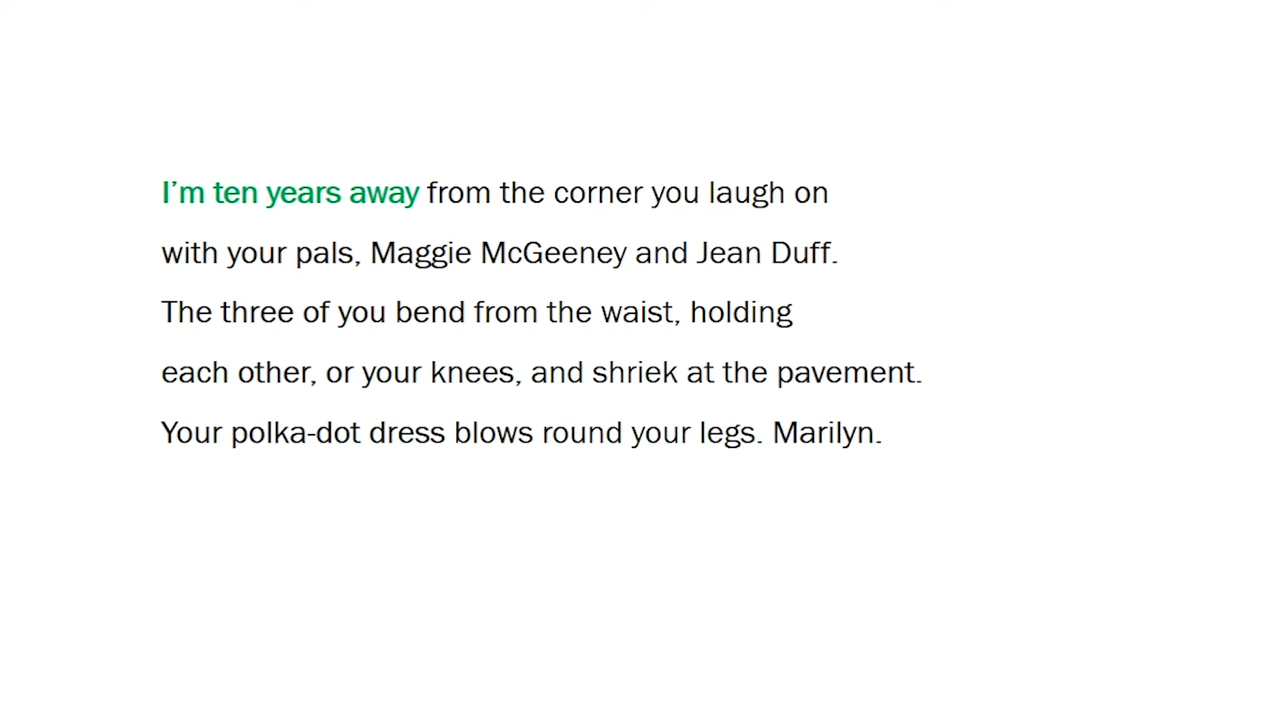 I’m ten years away from the corner you laugh on
with your pals, Maggie McGeeney and Jean Duff.
The three of you bend from the waist, holding
each other, or your knees, and shriek at the pavement.
Your polka-dot dress blows round your legs. Marilyn.